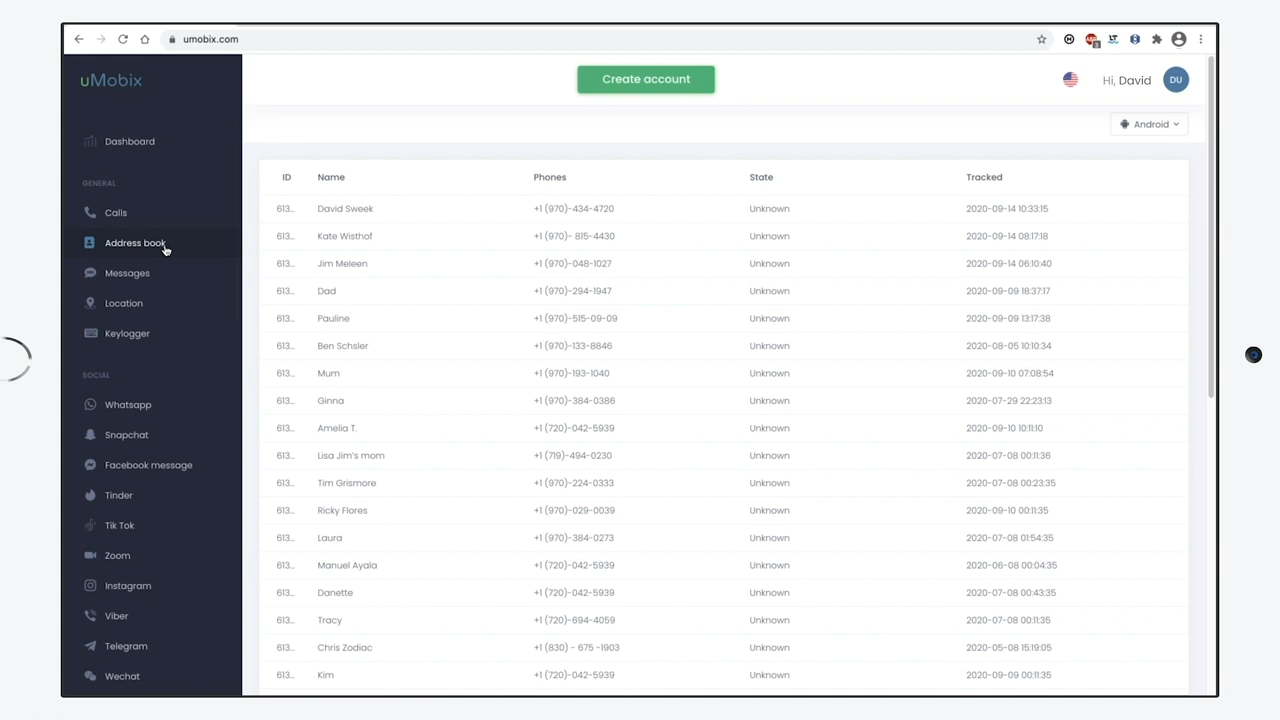 umobix.com
uMobix
Create account
Hi, David
DU
Android
Dashboard
GENERAL
Calls
Address book
Messages
Location
Keylogger
SOCIAL
Whatsapp
Snapchat
Facebook message
Tinder
Tik Tok
Zoom
Instagram
Viber
Telegram
Wechat
ID Name Phones State Tracked
613... David Sweek +1 (970)-434-4720 Unknown 2020-09-14 10:33:15
613... Kate Wisthof +1 (970)- 815-4430 Unknown 2020-09-14 08:17:18
613... Jim Meleen +1 (970)-048-1027 Unknown 2020-09-14 06:10:40
613... Dad +1 (970)-294-1947 Unknown 2020-09-09 18:37:17
613... Pauline +1 (970)-515-09-09 Unknown 2020-09-09 13:17:38
613... Ben Schsler +1 (970)-133-8846 Unknown 2020-08-05 10:10:34
613... Mum +1 (970)-193-1040 Unknown 2020-09-10 07:08:54
613... Ginna +1 (970)-384-0386 Unknown 2020-07-29 22:23:13
613... Amelia T. +1 (720)-042-5939 Unknown 2020-09-10 10:11:10
613... Lisa Jim's mom +1 (719)-494-0230 Unknown 2020-07-08 00:11:36
613... Tim Grismore +1 (970)-224-0333 Unknown 2020-07-08 00:23:35
613... Ricky Flores +1 (970)-029-0039 Unknown 2020-09-10 00:11:35
613... Laura +1 (970)-384-0273 Unknown 2020-07-08 01:54:35
613... Manuel Ayala +1 (720)-042-5939 Unknown 2020-06-08 00:04:35
613... Danette +1 (720)-042-5939 Unknown 2020-07-08 00:43:35
613... Tracy +1 (720)-694-4059 Unknown 2020-07-08 00:11:35
613... Chris Zodiac +1 (830) - 675 -1903 Unknown 2020-05-08 15:19:05
613... Kim +1 (720)-042-5939 Unknown 2020-09-09 00:11:35